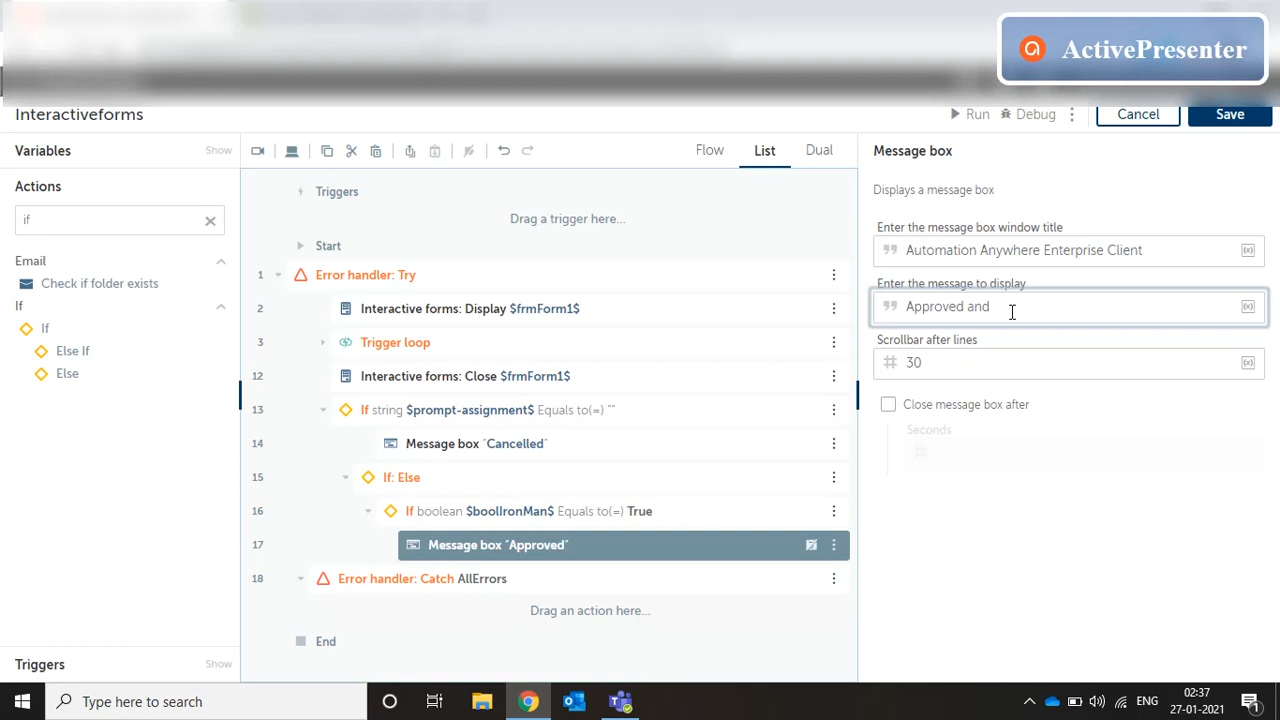 ActivePresenter
Interactiveforms
Run
Debug
Cancel
Save
Variables
Show
Flow
List
Dual
Message box
Actions
Triggers
Displays a message box
if
Drag a trigger here...
Enter the message box window title
Start
Automation Anywhere Enterprise Client
Email
Check if folder exists
1
Error handler: Try
Enter the message to display
If
2
Interactive forms: Display $frmForm1$
Approved and
If
Else If
3
Trigger loop
Scrollbar after lines
Else
12
Interactive forms: Close $frmForm1$
30
13
If string $prompt-assignment$ Equals to(=) ""
Close message box after
14
Message box "Cancelled"
Seconds
15
If: Else
16
If boolean $boolIronMan$ Equals to(=) True
17
Message box "Approved"
18
Error handler: Catch AllErrors
Drag an action here...
End
Triggers
Show
Type here to search
ENG
02:37
27-01-2021
1